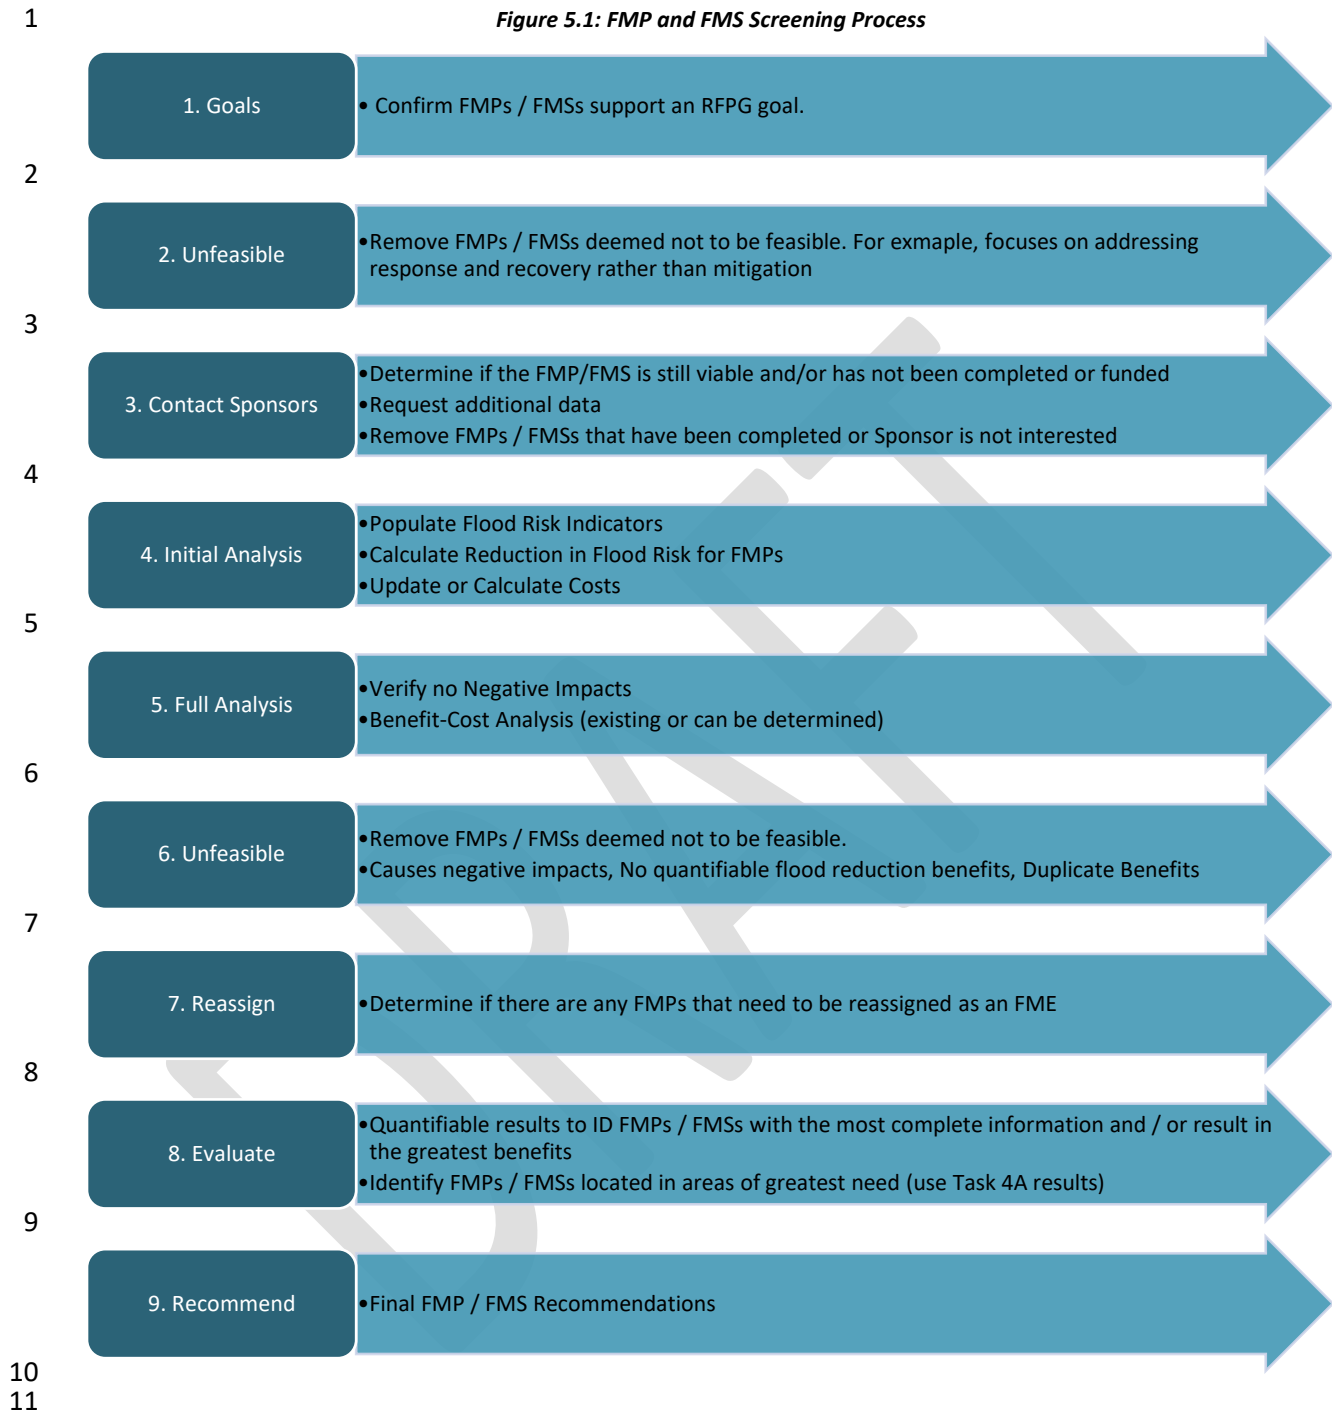 1
Figure 5.1: FMP and FMS Screening Process
1. Goals
• Confirm FMPs / FMSs support an RFPG goal.
2
2. Unfeasible
•Remove FMPs / FMSs deemed not to be feasible. For exmaple, focuses on addressing
response and recovery rather than mitigation
3
3. Contact Sponsors
•Determine if the FMP/FMS is still viable and/or has not been completed or funded
•Request additional data
•Remove FMPs / FMSs that have been completed or Sponsor is not interested
4
4. Initial Analysis
•Populate Flood Risk Indicators
•Calculate Reduction in Flood Risk for FMPs
•Update or Calculate Costs
5
5. Full Analysis
•Verify no Negative Impacts
•Benefit-Cost Analysis (existing or can be determined)
6
6. Unfeasible
•Remove FMPs / FMSs deemed not to be feasible.
•Causes negative impacts, No quantifiable flood reduction benefits, Duplicate Benefits
7
7. Reassign
•Determine if there are any FMPs that need to be reassigned as an FME
8
8. Evaluate
•Quantifiable results to ID FMPs / FMSs with the most complete information and / or result in
the greatest benefits
•Identify FMPs / FMSs located in areas of greatest need (use Task 4A results)
9
9. Recommend
•Final FMP / FMS Recommendations
10
11
DRAFT